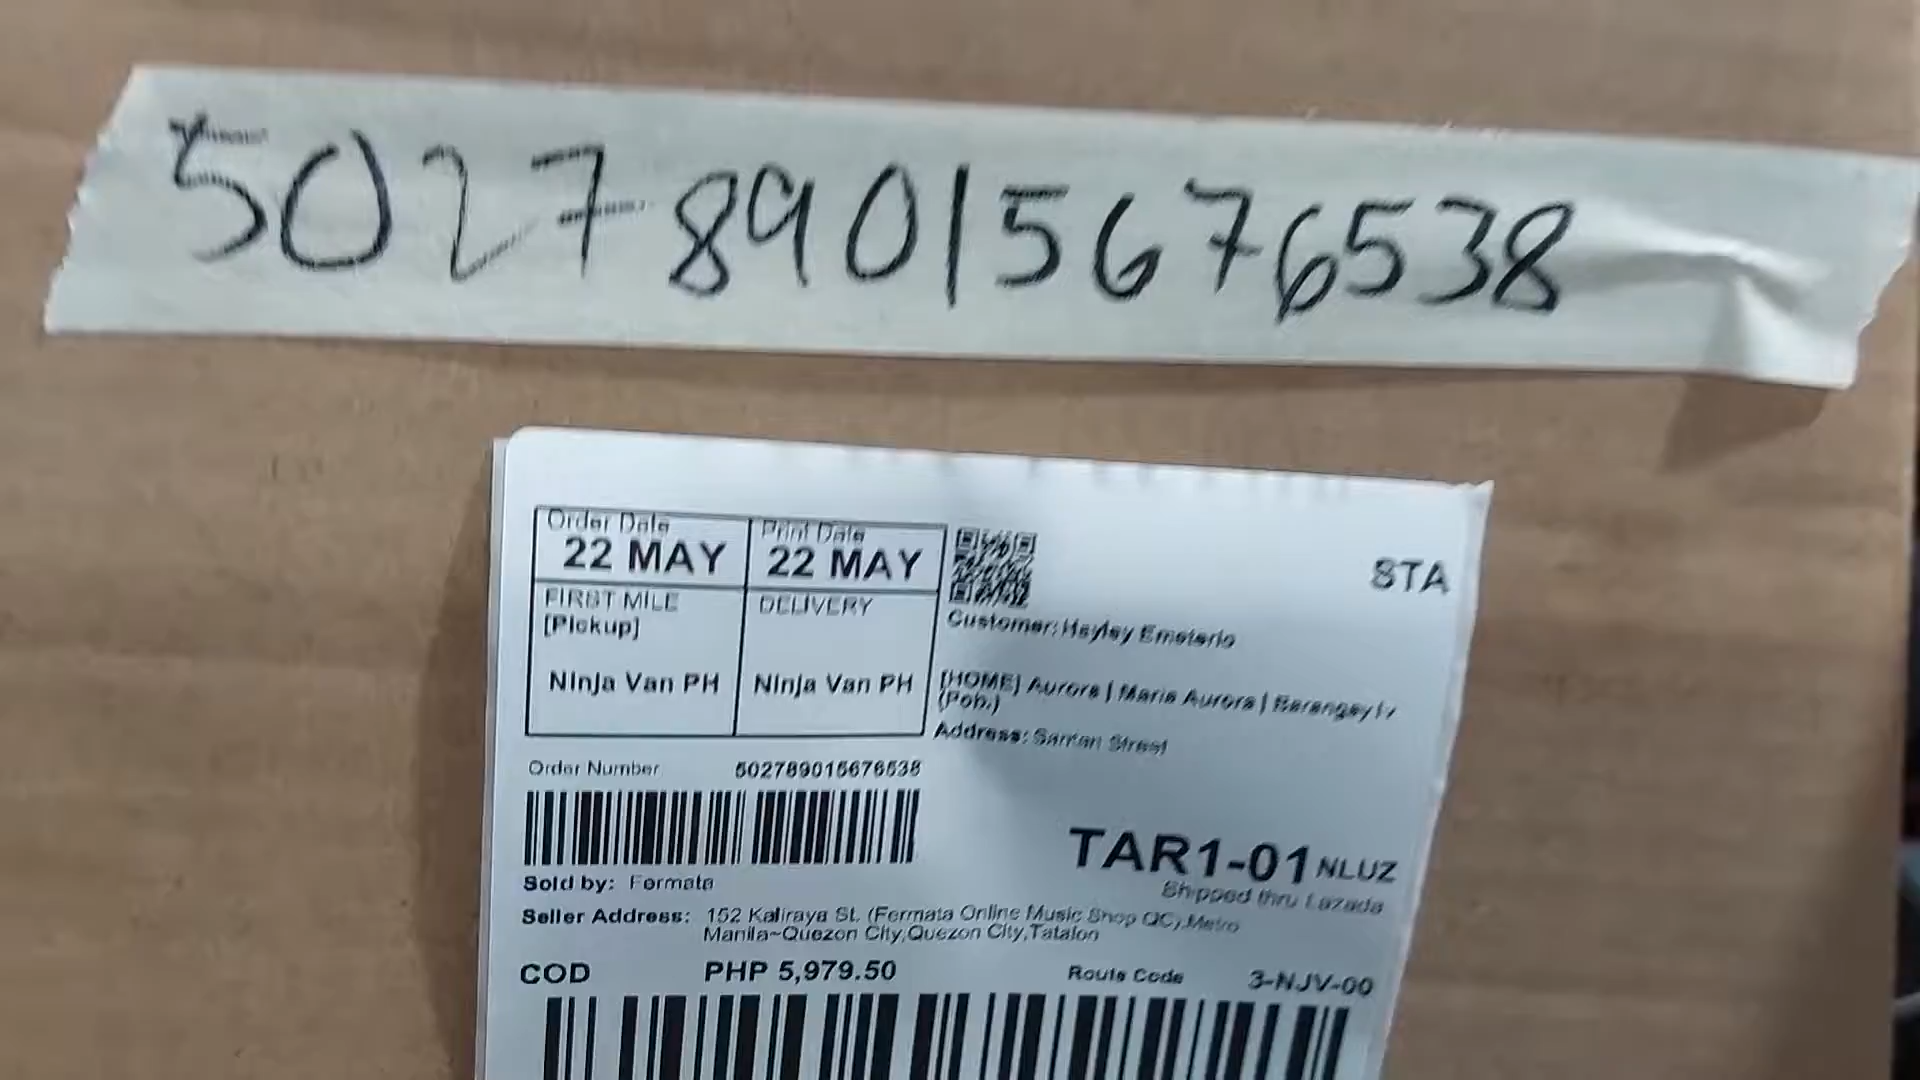 502789015676538
Order Date
22 MAY
Print Date
22 MAY
STA
FIRST MILE
[Pickup]
DELIVERY
Customer: Hayley Emeterio
Ninja Van PH
Ninja Van PH
[HOME] Aurora | Maria Aurora | Barangay Iv
(Pob.)
Address: Santan Street
Order Number 502789015676538
TAR1-01 NLUZ
Shipped thru Lazada
Sold by: Fermata
Seller Address: 152 Kaliraya St. (Fermata Online Music Shop QC),Metro
Manila~Quezon City,Quezon City,Tatalon
COD PHP 5,979.50 Route Code 3-NJV-00